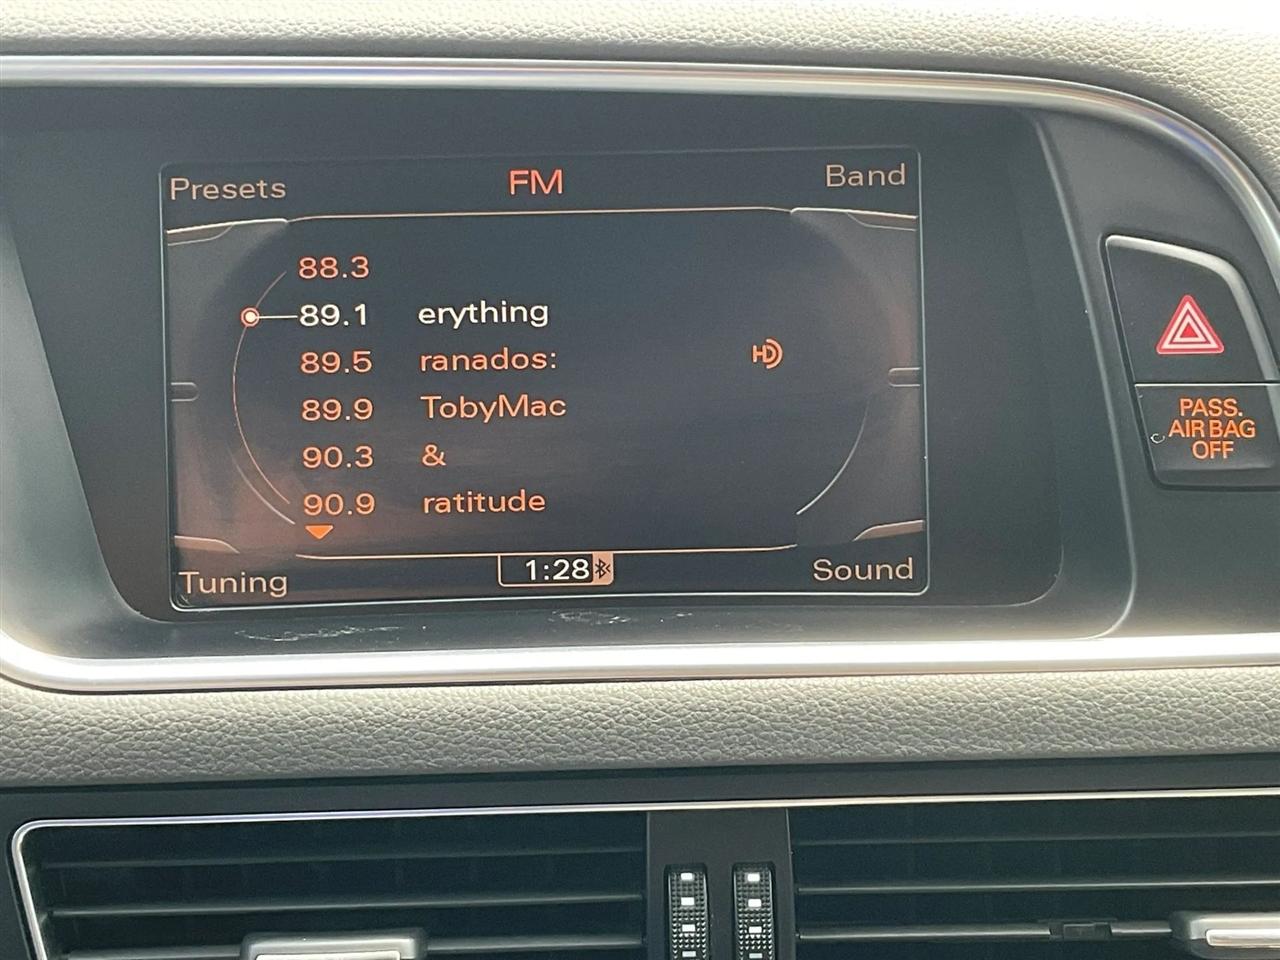 Presets FM Band
88.3
89.1 erything
89.5 ranados: HD
89.9 TobyMac
90.3 &
90.9 ratitude
Tuning 1:28 Sound
PASS.
AIR BAG
OFF